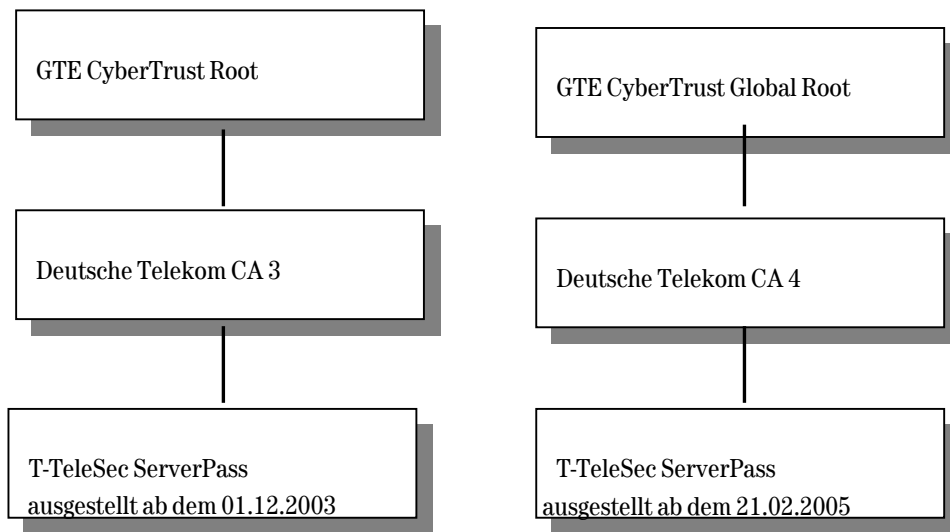 GTE CyberTrust Root
GTE CyberTrust Global Root
Deutsche Telekom CA 3
Deutsche Telekom CA 4
T-TeleSec ServerPass
ausgestellt ab dem 01.12.2003
T-TeleSec ServerPass
ausgestellt ab dem 21.02.2005